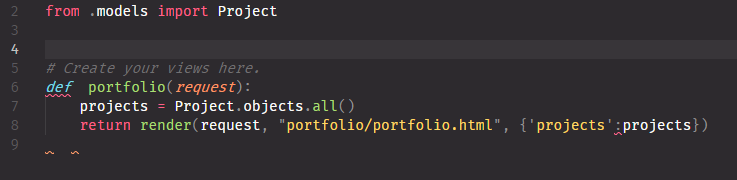 2 from .models import Project
3
4
5 # Create your views here.
6 def  portfolio(request):
7     projects = Project.objects.all()
8     return render(request, "portfolio/portfolio.html", {'projects':projects})
9